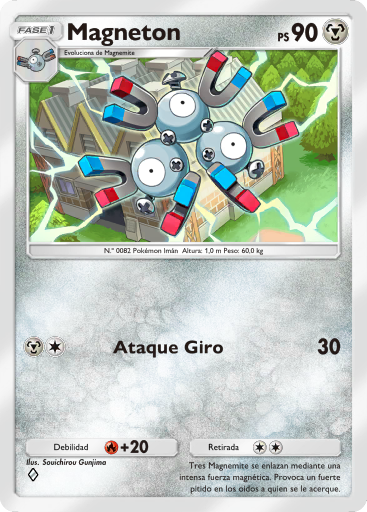 FASE 1
Magneton
PS 90
Evoluciona de Magnemite
N.º 0082 Pokémon Imán Altura: 1,0 m Peso: 60,0 kg
Ataque Giro 30
Debilidad +20 Retirada
Ilus. Souichirou Gunjima
Tres Magnemite se enlazan mediante una
intensa fuerza magnética. Provoca un fuerte
pitido en los oídos a quien se le acerque.